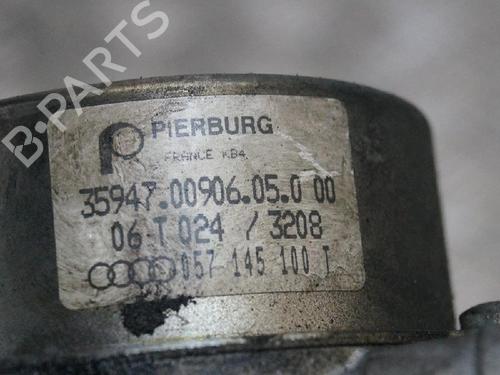 B-PARTS
PIERBURG
FRANCE KB4
35947.00906.05.0 00
06-T 024 / 3208
057 145 100 T